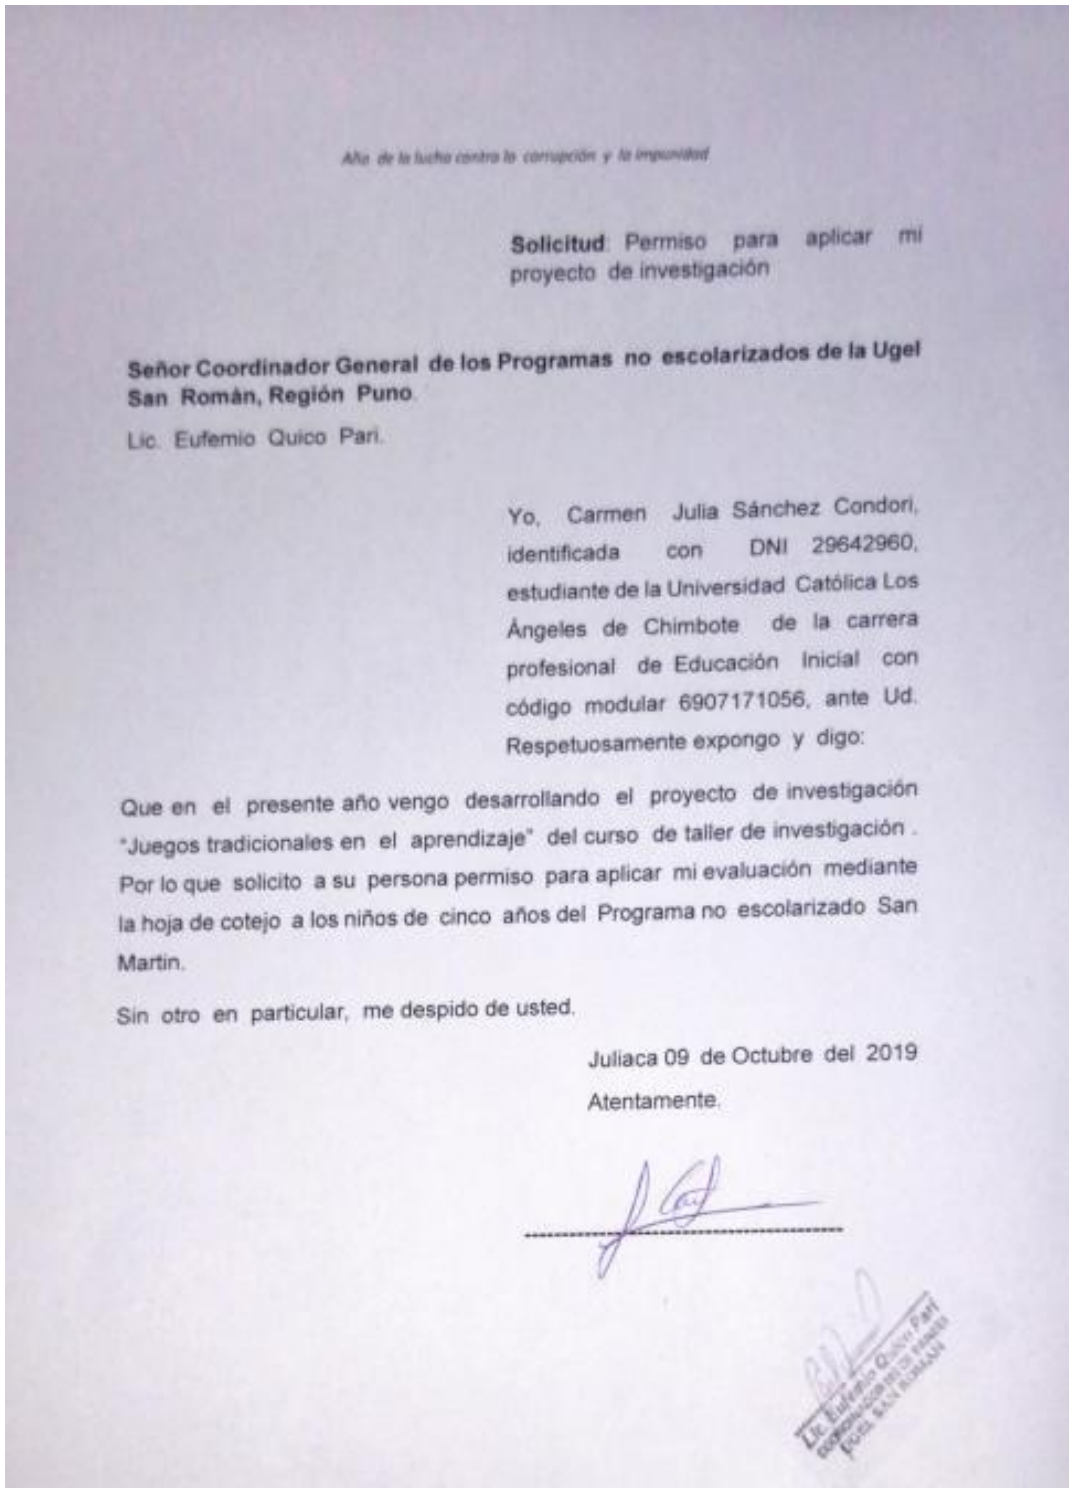 Año de la lucha contra la corrupción y la impunidad
Solicitud: Permiso para aplicar mi
proyecto de investigación
Señor Coordinador General de los Programas no escolarizados de la Ugel
San Román, Región Puno.
Lic. Eufemio Quico Pari.
Yo, Carmen Julia Sánchez Condori,
identificada con DNI 29642960,
estudiante de la Universidad Católica Los
Ángeles de Chimbote de la carrera
profesional de Educación Inicial con
código modular 6907171056, ante Ud.
Respetuosamente expongo y digo:
Que en el presente año vengo desarrollando el proyecto de investigación
"Juegos tradicionales en el aprendizaje" del curso de taller de investigación .
Por lo que solicito a su persona permiso para aplicar mi evaluación mediante
la hoja de cotejo a los niños de cinco años del Programa no escolarizado San
Martin.
Sin otro en particular, me despido de usted.
Juliaca 09 de Octubre del 2019
Atentamente.
Lic. Eufemio Quico Pari
UGEL SAN ROMAN